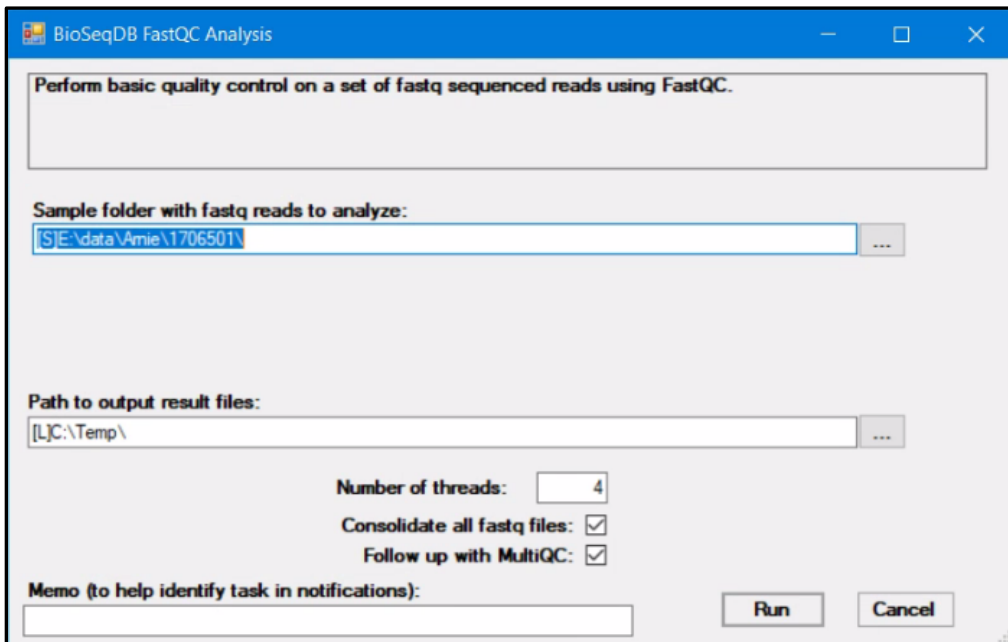 BioSeqDB FastQC Analysis
Perform basic quality control on a set of fastq sequenced reads using FastQC.
Sample folder with fastq reads to analyze:
[S]E:\data\Amie\1706501\
...
Path to output result files:
[L]C:\Temp\
...
Number of threads: 4
Consolidate all fastq files:
Follow up with MultiQC:
Memo (to help identify task in notifications):
Run Cancel